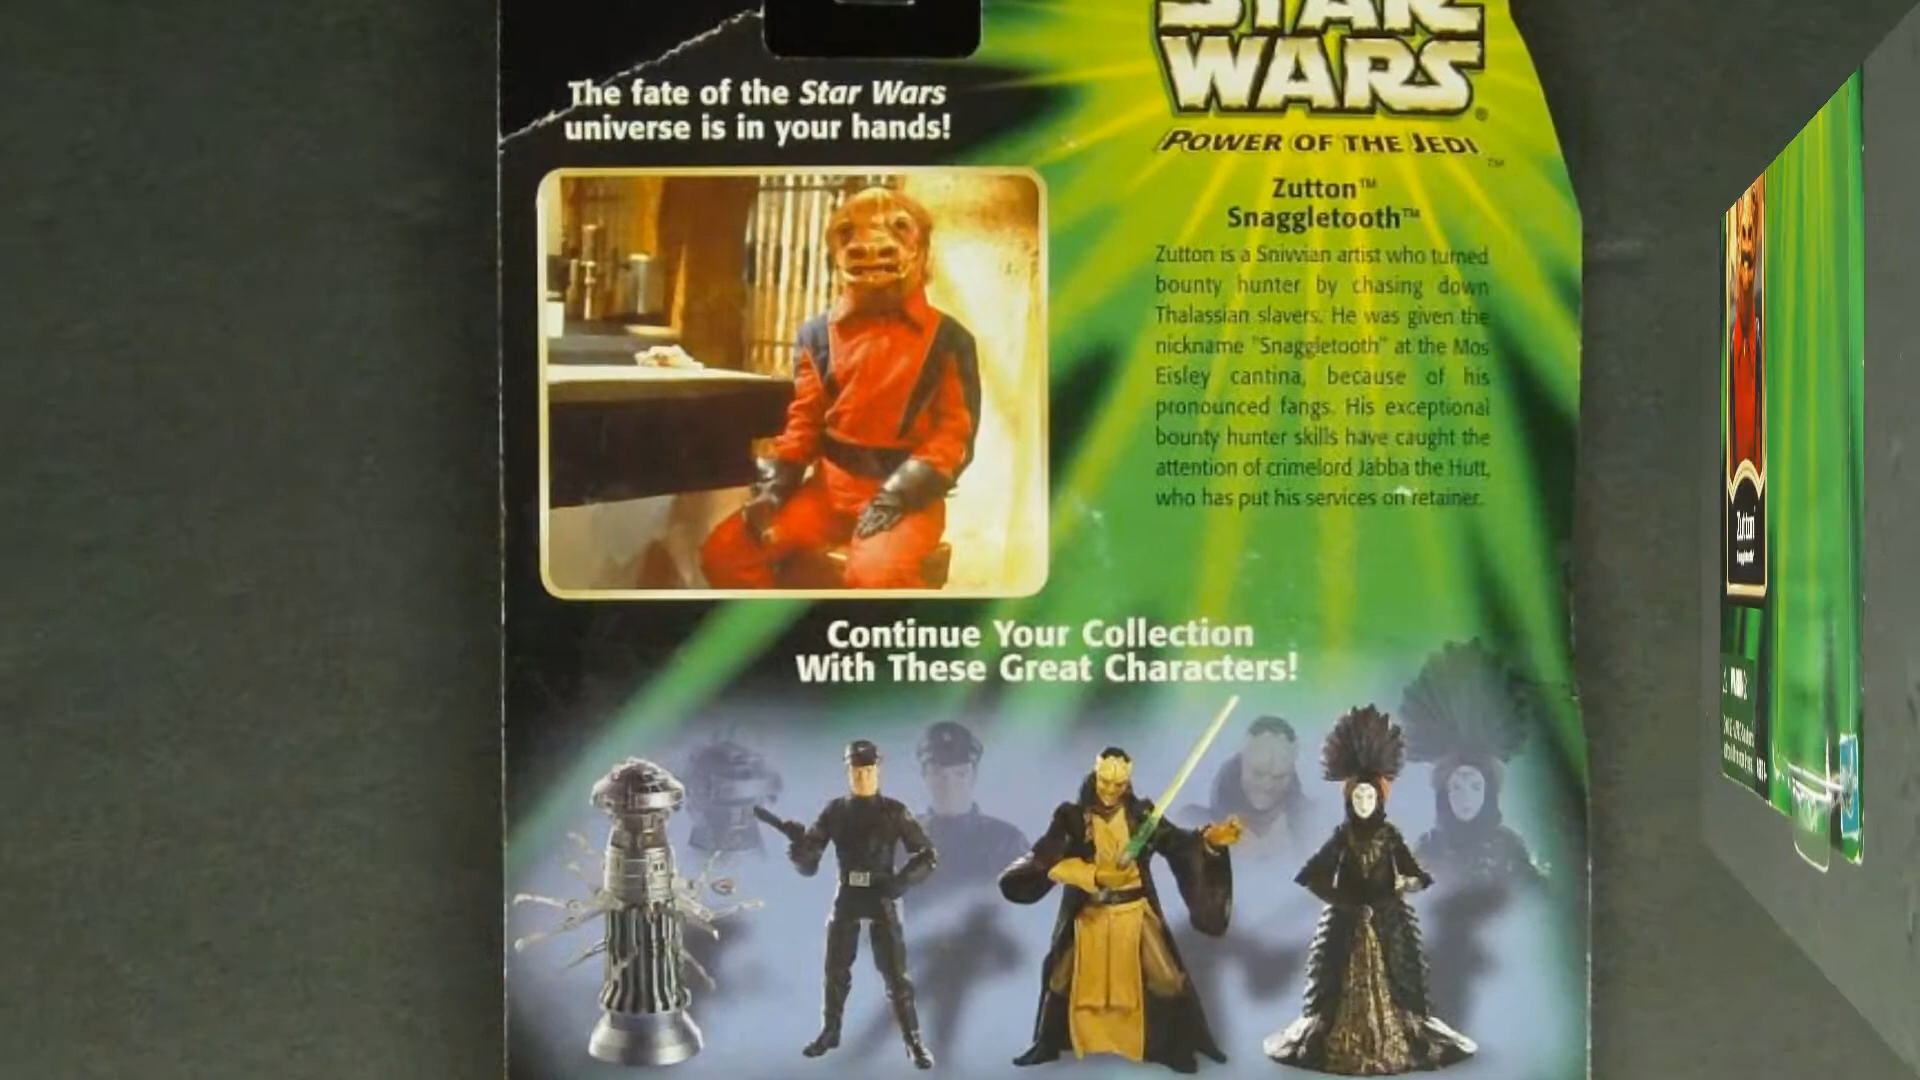 The fate of the Star Wars
universe is in your hands!
STAR
WARS®
POWER OF THE JEDI™
Zutton™
Snaggletooth™
Zutton is a Snivvian artist who turned
bounty hunter by chasing down
Thalassian slavers. He was given the
nickname "Snaggletooth" at the Mos
Eisley cantina, because of his
pronounced fangs. His exceptional
bounty hunter skills have caught the
attention of crimelord Jabba the Hutt,
who has put his services on retainer.
Continue Your Collection
With These Great Characters!
Zutton